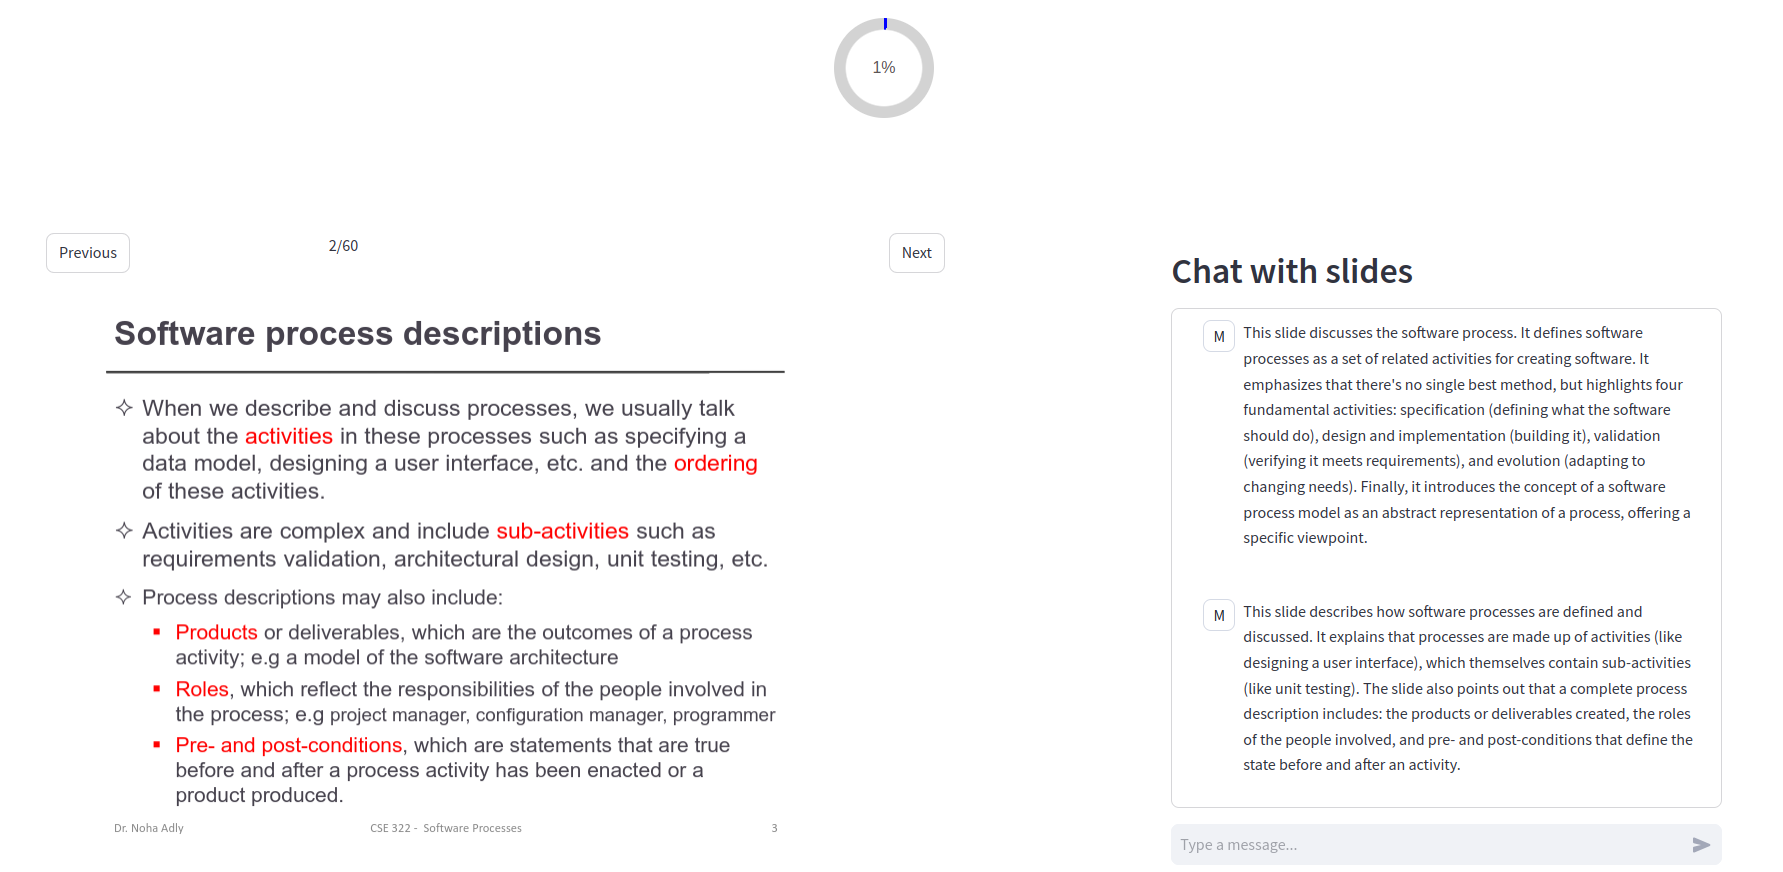 1%
Previous
2/60
Next
Software process descriptions
When we describe and discuss processes, we usually talk
about the activities in these processes such as specifying a
data model, designing a user interface, etc. and the ordering
of these activities.
Activities are complex and include sub-activities such as
requirements validation, architectural design, unit testing, etc.
Process descriptions may also include:
Products or deliverables, which are the outcomes of a process
activity; e.g a model of the software architecture
Roles, which reflect the responsibilities of the people involved in
the process; e.g project manager, configuration manager, programmer
Pre- and post-conditions, which are statements that are true
before and after a process activity has been enacted or a
product produced.
Dr. Noha Adly
CSE 322 - Software Processes
3
Chat with slides
M
This slide discusses the software process. It defines software
processes as a set of related activities for creating software. It
emphasizes that there's no single best method, but highlights four
fundamental activities: specification (defining what the software
should do), design and implementation (building it), validation
(verifying it meets requirements), and evolution (adapting to
changing needs). Finally, it introduces the concept of a software
process model as an abstract representation of a process, offering a
specific viewpoint.
M
This slide describes how software processes are defined and
discussed. It explains that processes are made up of activities (like
designing a user interface), which themselves contain sub-activities
(like unit testing). The slide also points out that a complete process
description includes: the products or deliverables created, the roles
of the people involved, and pre- and post-conditions that define the
state before and after an activity.
Type a message...